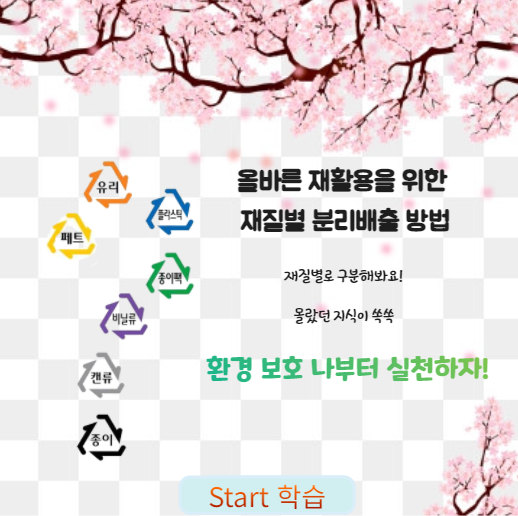 유리
플라스틱
페트
종이팩
비닐류
캔류
종이
올바른 재활용을 위한
재질별 분리배출 방법
재질별로 구분해봐요!
몰랐던 지식이 쏙쏙
환경 보호 나부터 실천하자!
Start 학습